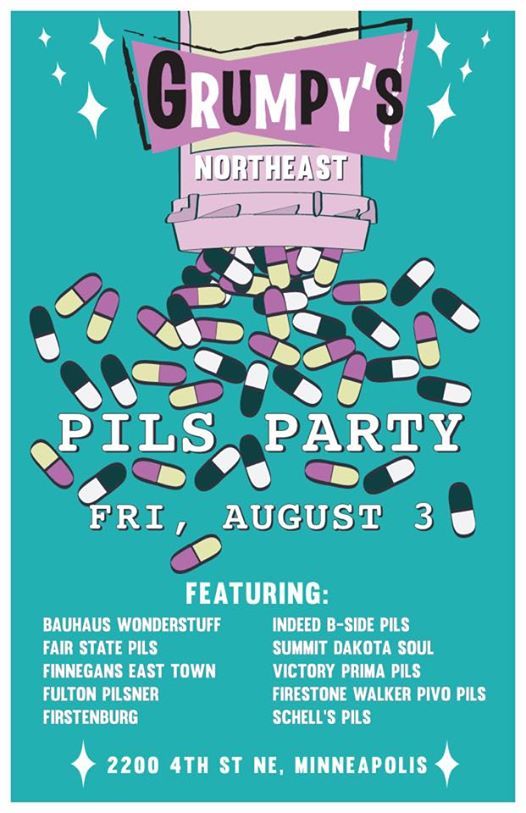 GRUMPY'S
NORTHEAST
PILS PARTY
FRI, AUGUST 3
FEATURING:
BAUHAUS WONDERSTUFF
FAIR STATE PILS
FINNEGANS EAST TOWN
FULTON PILSNER
FIRSTENBURG
INDEED B-SIDE PILS
SUMMIT DAKOTA SOUL
VICTORY PRIMA PILS
FIRESTONE WALKER PIVO PILS
SCHELL'S PILS
2200 4TH ST NE, MINNEAPOLIS